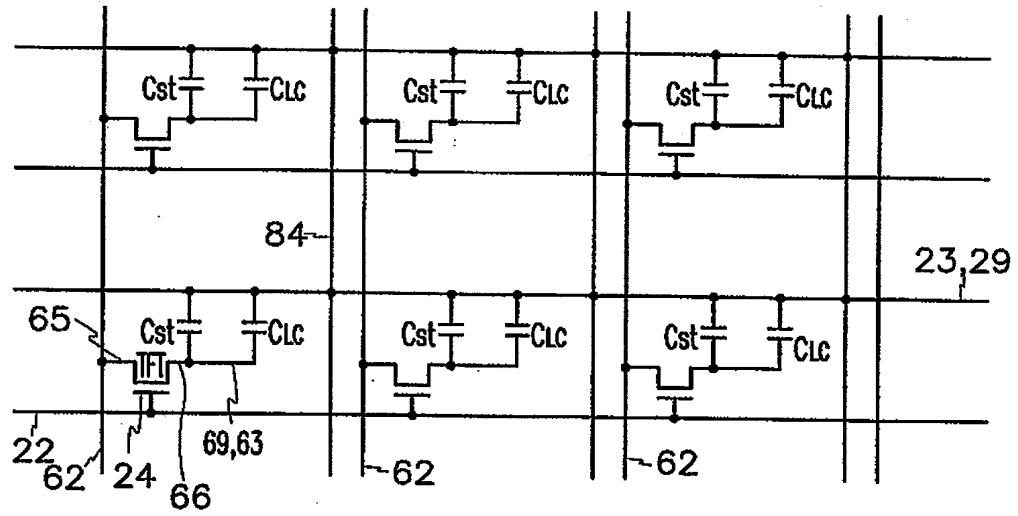 Cst CLC Cst CLC Cst CLC
84
23,29
65 Cst CLC Cst CLC Cst CLC
TFT
22 62 24 69,63 66 62 62